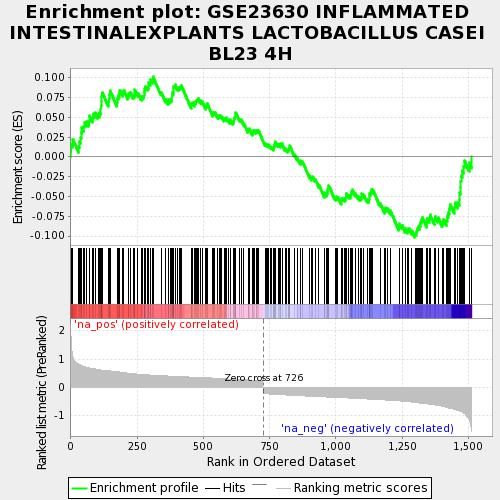 Enrichment plot: GSE23630 INFLAMMATED
INTESTINALEXPLANTS LACTOBACILLUS CASEI
BL23 4H
Enrichment score (ES)
0.100
0.075
0.050
0.025
0.000
-0.025
-0.050
-0.075
-0.100
'na_pos' (positively correlated)
Ranked list metric (PreRanked)
2
1
0
-1
Zero cross at 726
'na_neg' (negatively correlated)
0
250
500
750
1,000
1,250
1,500
Rank in Ordered Dataset
Enrichment profile
Hits
Ranking metric scores